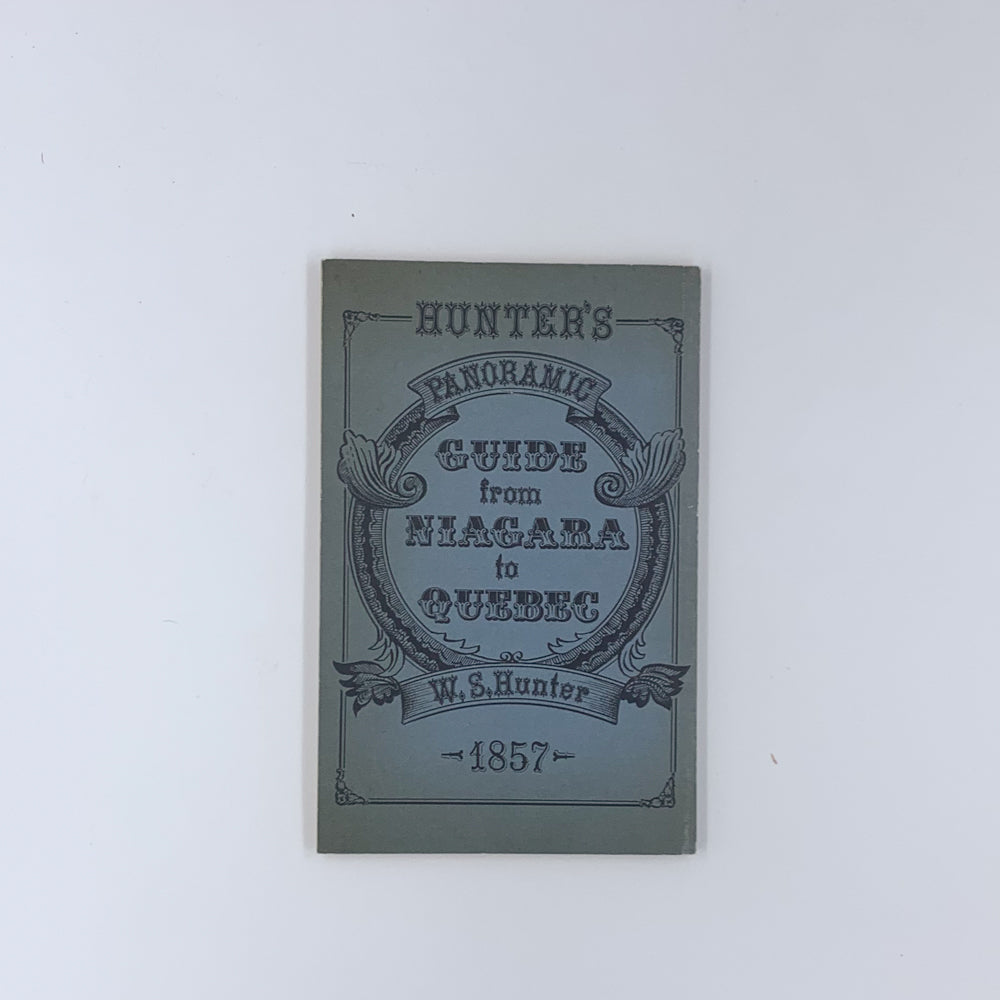 HUNTER'S
PANORAMIC
GUIDE
from
NIAGARA
to
QUEBEC
W.S.Hunter
1857